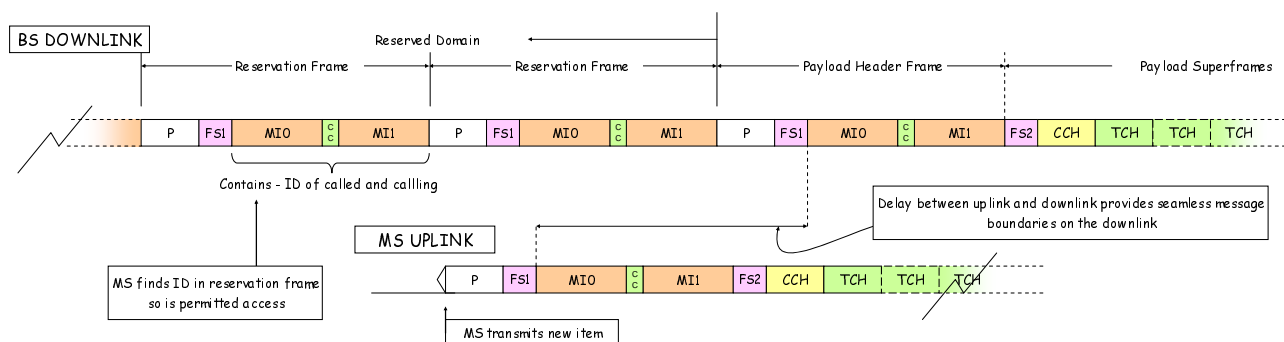 BS DOWNLINK
Reserved Domain
Reservation Frame Reservation Frame Payload Header Frame Payload Superframes
P FS1 MI0 CC MI1 P FS1 MI0 CC MI1 P FS1 MI0 CC MI1 FS2 CCH TCH TCH TCH
Contains - ID of called and callling
Delay between uplink and downlink provides seamless message
boundaries on the downlink
MS UPLINK
MS finds ID in reservation frame
so is permitted access
P FS1 MI0 CC MI1 FS2 CCH TCH TCH TCH
MS transmits new item